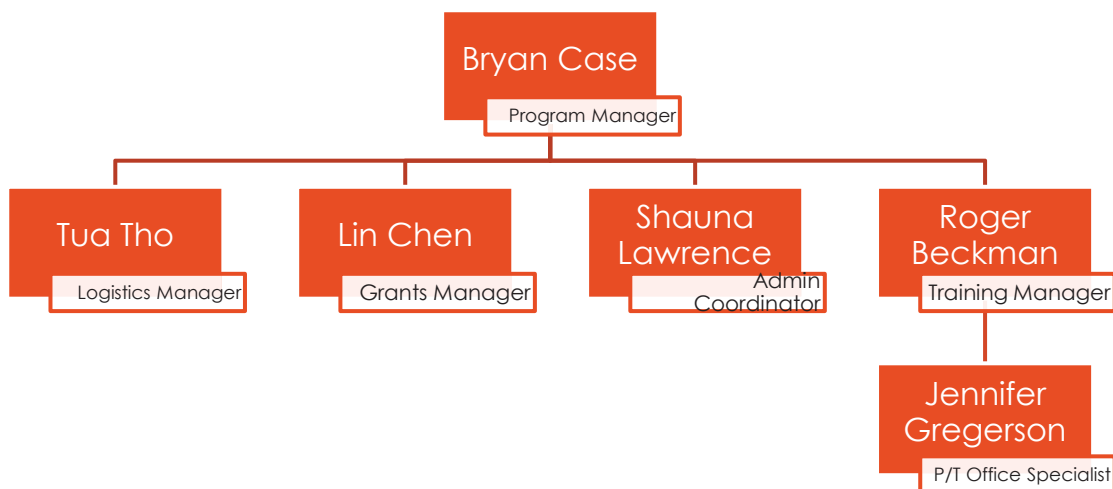 Bryan Case
Program Manager
Tua Tho
Logistics Manager
Lin Chen
Grants Manager
Shauna
Lawrence
Admin
Coordinator
Roger
Beckman
Training Manager
Jennifer
Gregerson
P/T Office Specialist